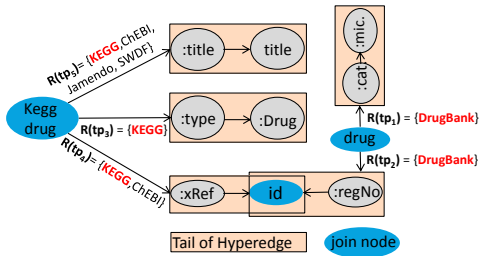 R(tp₅)= {KEGG,ChEBI,
Jamendo, SWDF}
:title
title
:mic.
:cat.
Kegg
drug
R(tp₃) = {KEGG}
:type
:Drug
R(tp₁) = {DrugBank}
drug
R(tp₂) = {DrugBank}
R(tp₄)= {KEGG,ChEBI}
:xRef
id
:regNo
Tail of Hyperedge
join node